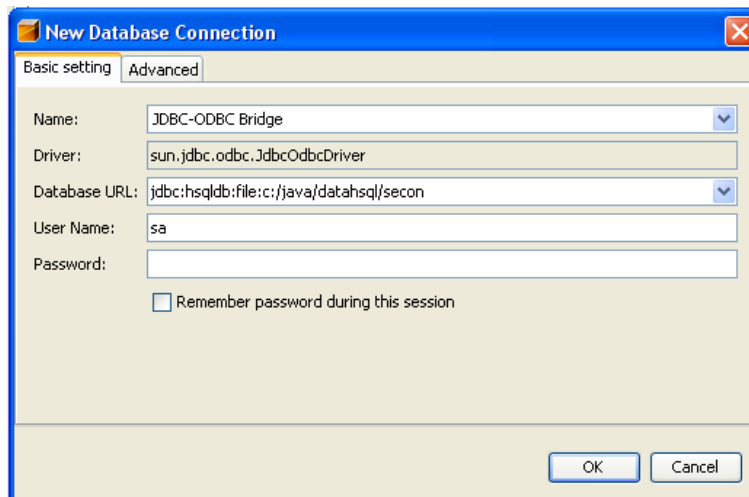 New Database Connection
Basic setting Advanced
Name: JDBC-ODBC Bridge
Driver: sun.jdbc.odbc.JdbcOdbcDriver
Database URL: jdbc:hsqldb:file:c:/java/datahsql/secon
User Name: sa
Password:
Remember password during this session
OK Cancel